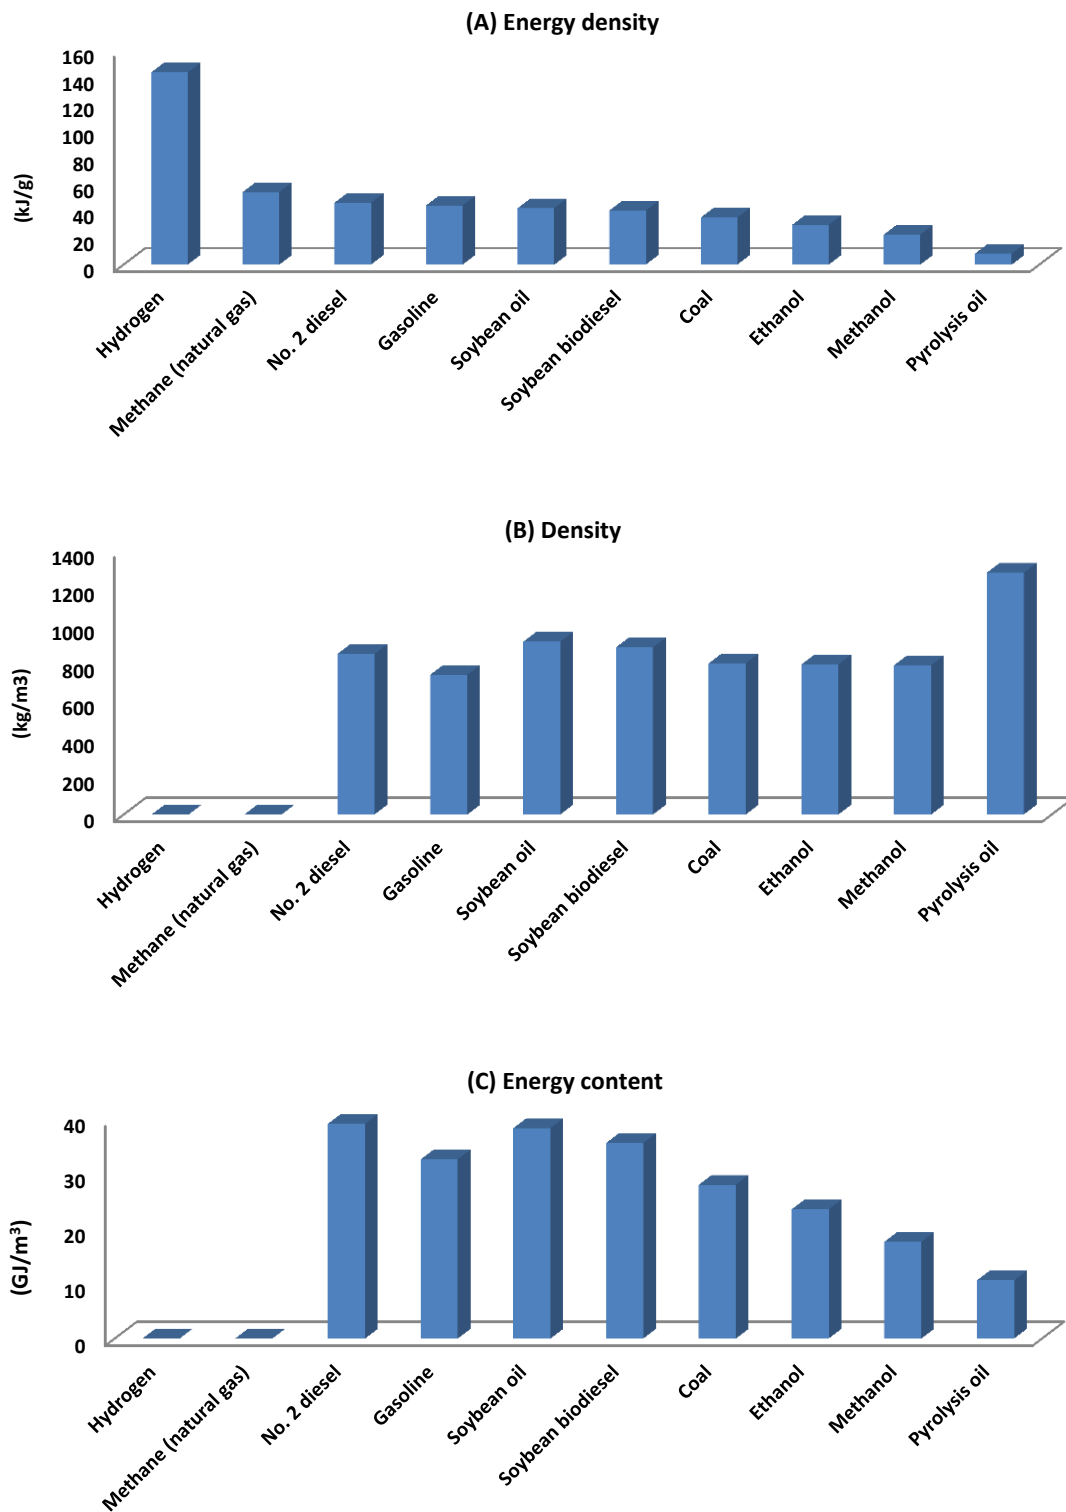 (A) Energy density
160
140
120
100
80
60
40
20
0
(kJ/g)
Hydrogen
Methane (natural gas)
No. 2 diesel
Gasoline
Soybean oil
Soybean biodiesel
Coal
Ethanol
Methanol
Pyrolysis oil
(B) Density
1400
1200
1000
800
600
400
200
0
(kg/m3)
Hydrogen
Methane (natural gas)
No. 2 diesel
Gasoline
Soybean oil
Soybean biodiesel
Coal
Ethanol
Methanol
Pyrolysis oil
(C) Energy content
40
30
20
10
0
(GJ/m³)
Hydrogen
Methane (natural gas)
No. 2 diesel
Gasoline
Soybean oil
Soybean biodiesel
Coal
Ethanol
Methanol
Pyrolysis oil